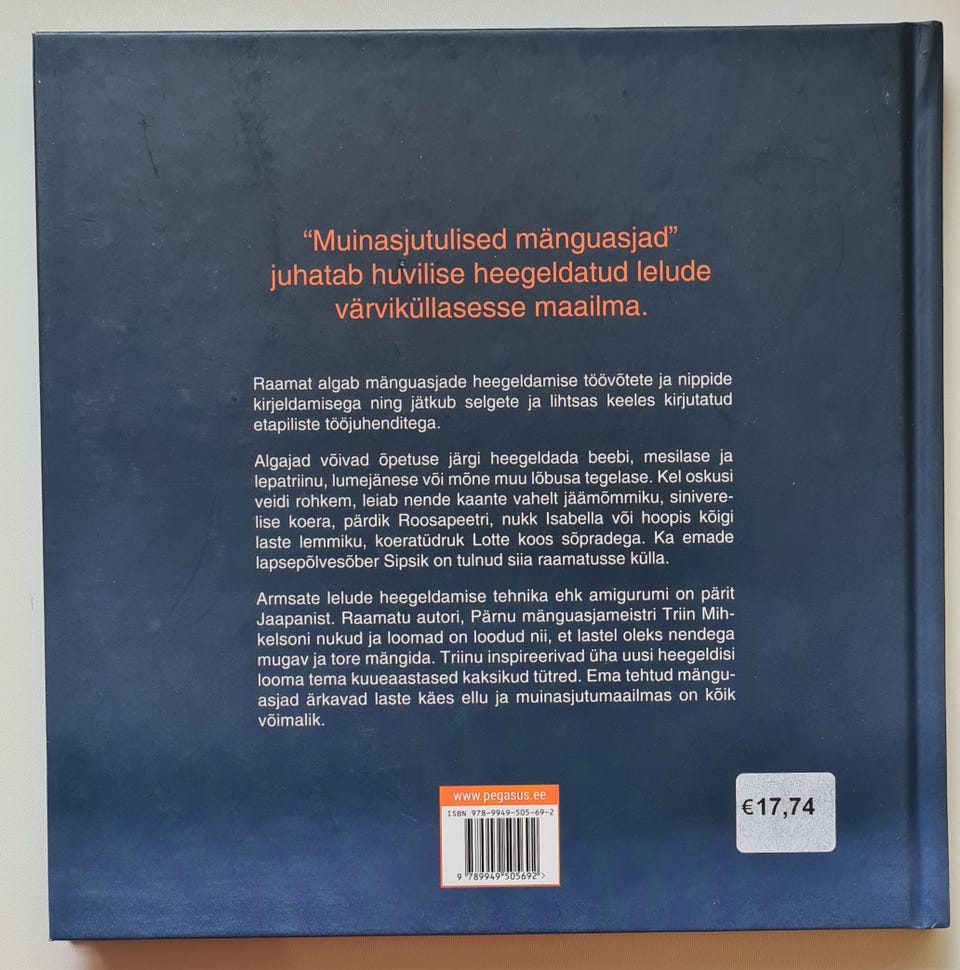 “Muinasjutulised mänguasjad”
juhatab huvilise heegeldatud lelude
värviküllasesse maailma.
Raamat algab mänguasjade heegeldamise töövõtete ja nippide
kirjeldamisega ning jätkub selgete ja lihtsas keeles kirjutatud
etapiliste tööjuhenditega.
Algajad võivad õpetuse järgi heegeldada beebi, mesilase ja
lepatriinu, lumejänese või mõne muu lõbusa tegelase. Kel oskusi
veidi rohkem, leiab nende kaante vahelt jäämõmmiku, sinivere-
lise koera, pärdik Roosapeetri, nukk Isabella või hoopis kõigi
laste lemmiku, koeratüdruk Lotte koos sõpradega. Ka emade
lapsepõlvesõber Sipsik on tulnud siia raamatusse külla.
Armsate lelude heegeldamise tehnika ehk amigurumi on pärit
Jaapanist. Raamatu autori, Pärnu mänguasjameistri Triin Mih-
kelsoni nukud ja loomad on loodud nii, et lastel oleks nendega
mugav ja tore mängida. Triinu inspireerivad üha uusi heegeldisi
looma tema kuueaastased kaksikud tütred. Ema tehtud mängu-
asjad ärkavad laste käes ellu ja muinasjutumaailmas on kõik
võimalik.
www.pegasus.ee
ISBN 978-9949-505-69-2
9 789949 505692 >
€17,74